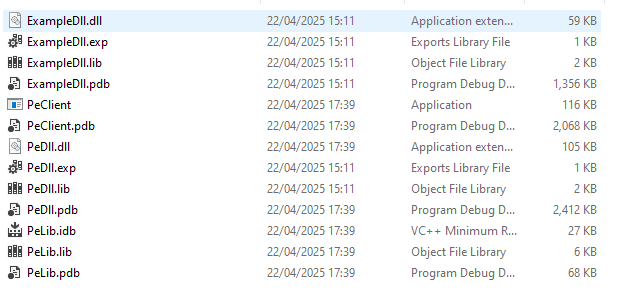 ExampleDll.dll 22/04/2025 15:11 Application exten... 59 KB
ExampleDll.exp 22/04/2025 15:11 Exports Library File 1 KB
ExampleDll.lib 22/04/2025 15:11 Object File Library 2 KB
ExampleDll.pdb 22/04/2025 15:11 Program Debug D... 1,356 KB
PeClient 22/04/2025 17:39 Application 116 KB
PeClient.pdb 22/04/2025 17:39 Program Debug D... 2,068 KB
PeDll.dll 22/04/2025 17:39 Application exten... 105 KB
PeDll.exp 22/04/2025 15:11 Exports Library File 1 KB
PeDll.lib 22/04/2025 15:11 Object File Library 2 KB
PeDll.pdb 22/04/2025 17:39 Program Debug D... 2,412 KB
PeLib.idb 22/04/2025 17:39 VC++ Minimum R... 27 KB
PeLib.lib 22/04/2025 17:39 Object File Library 6 KB
PeLib.pdb 22/04/2025 17:39 Program Debug D... 68 KB